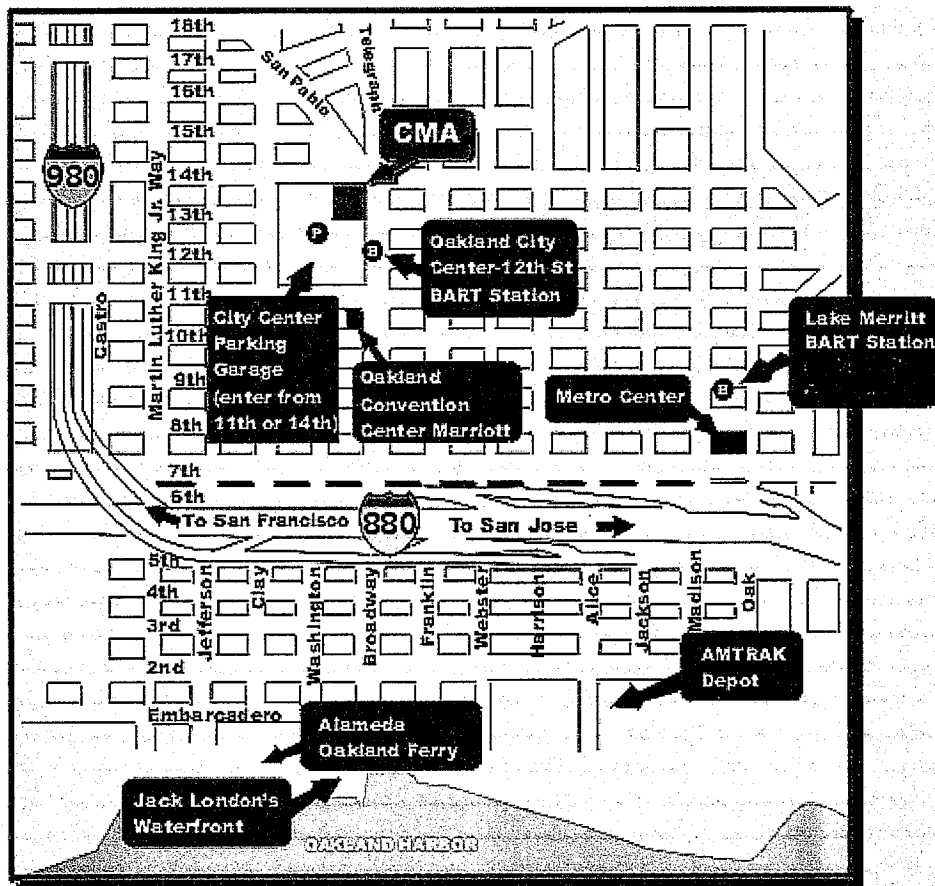 18th
17th
16th
15th
14th
13th
12th
11th
10th
9th
8th
7th
6th
5th
4th
3rd
2nd
Embarcadero
San Pablo
Telegraph
CMA
980
Martin Luther King Jr. Way
Castro
P
B
Oakland City
Center-12th St
BART Station
City Center
Parking
Garage
(enter from
11th or 14th)
Oakland
Convention
Center Marriott
Lake Merritt
BART Station
B
Metro Center
To San Francisco
880
To San Jose
Jefferson
Clay
Washington
Broadway
Franklin
Webster
Harrison
Alice
Jackson
Madison
Oak
AMTRAK
Depot
Alameda
Oakland Ferry
Jack London's
Waterfront
OAKLAND HARBOR